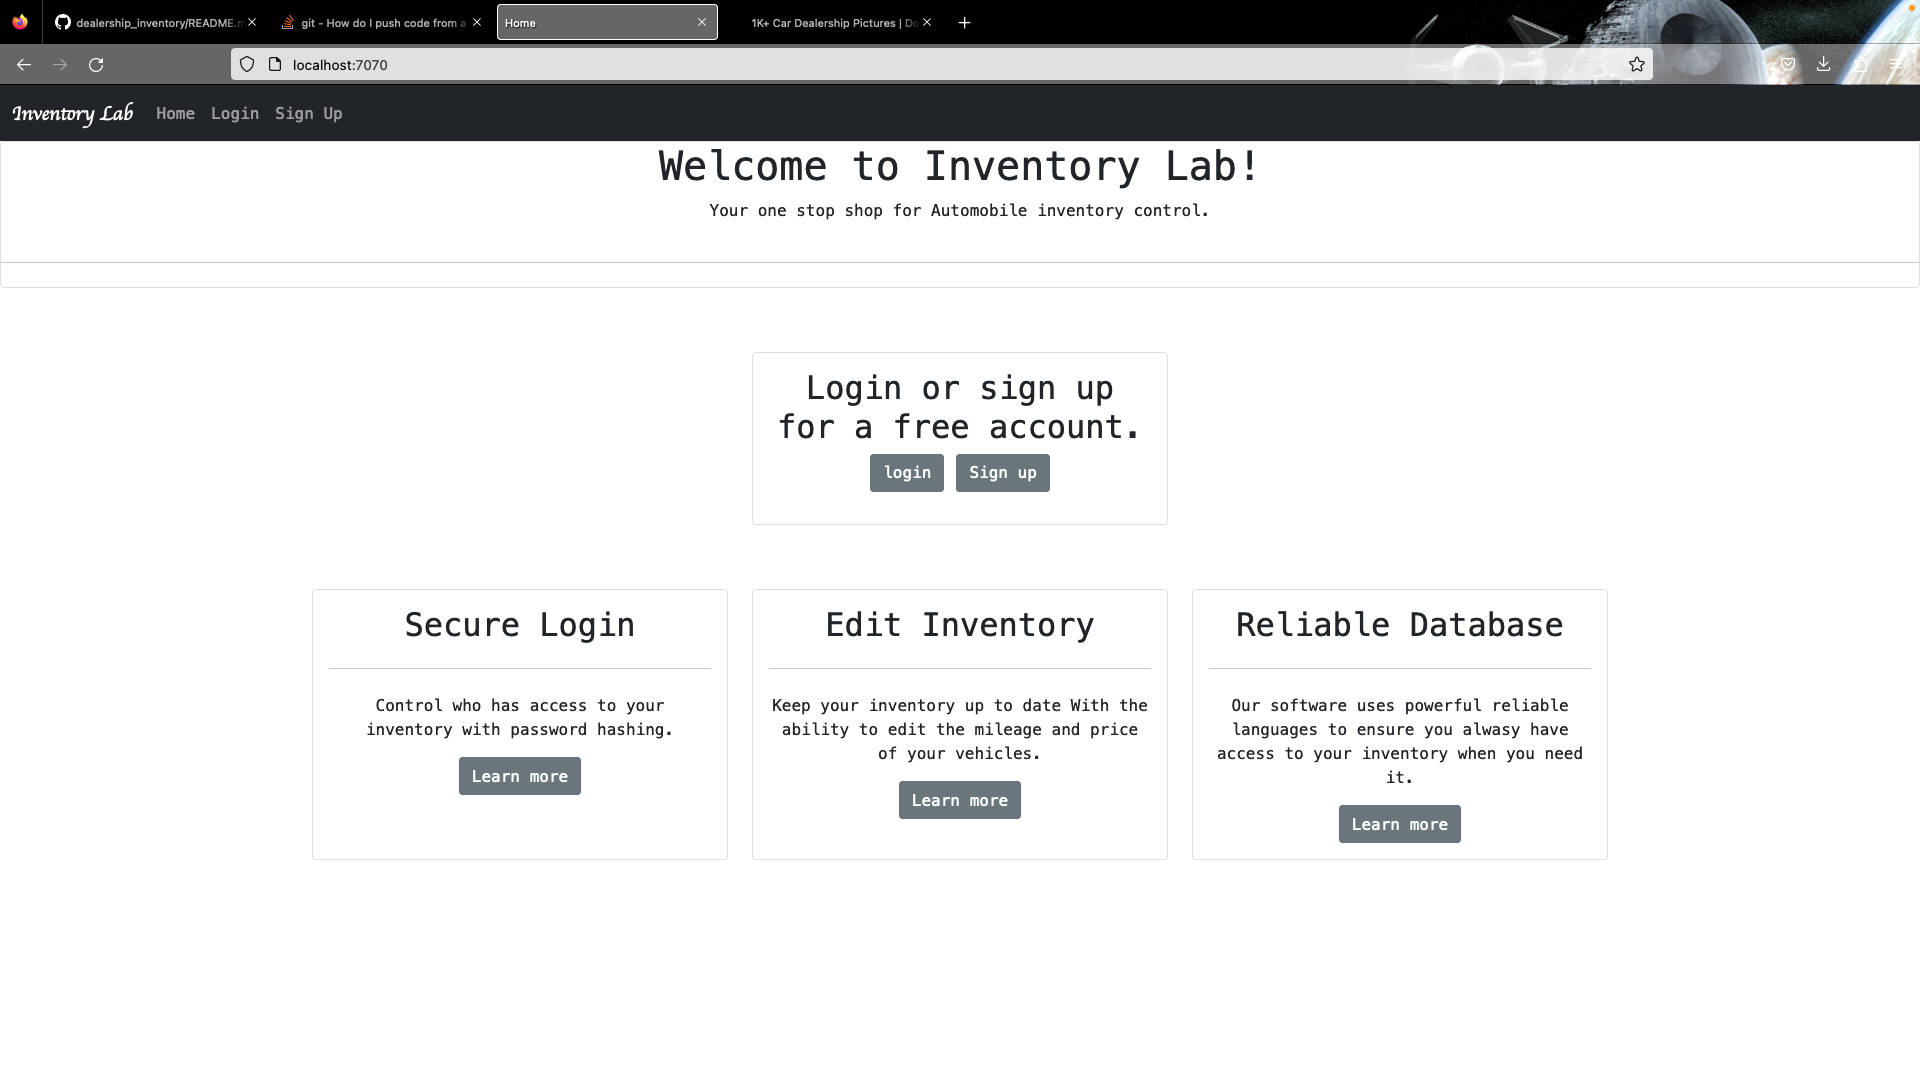 dealership_inventory/README.m
git - How do I push code from a
Home
1K+ Car Dealership Pictures | Do
localhost:7070
Inventory Lab Home Login Sign Up
Welcome to Inventory Lab!
Your one stop shop for Automobile inventory control.
Login or sign up
for a free account.
login Sign up
Secure Login
Control who has access to your
inventory with password hashing.
Learn more
Edit Inventory
Keep your inventory up to date With the
ability to edit the mileage and price
of your vehicles.
Learn more
Reliable Database
Our software uses powerful reliable
languages to ensure you alwasy have
access to your inventory when you need
it.
Learn more